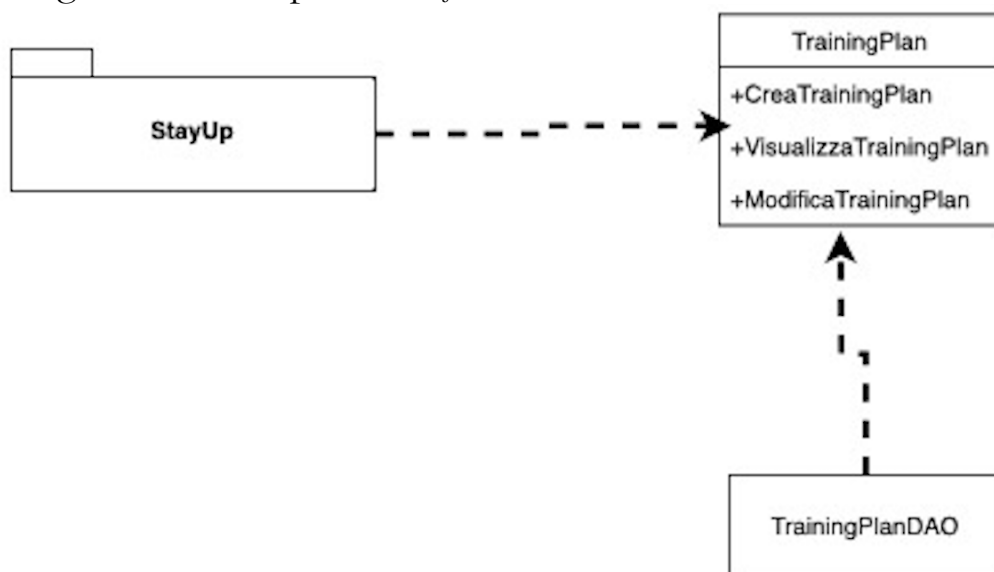 TrainingPlan
StayUp
+CreaTrainingPlan
+VisualizzaTrainingPlan
+ModificaTrainingPlan
TrainingPlanDAO